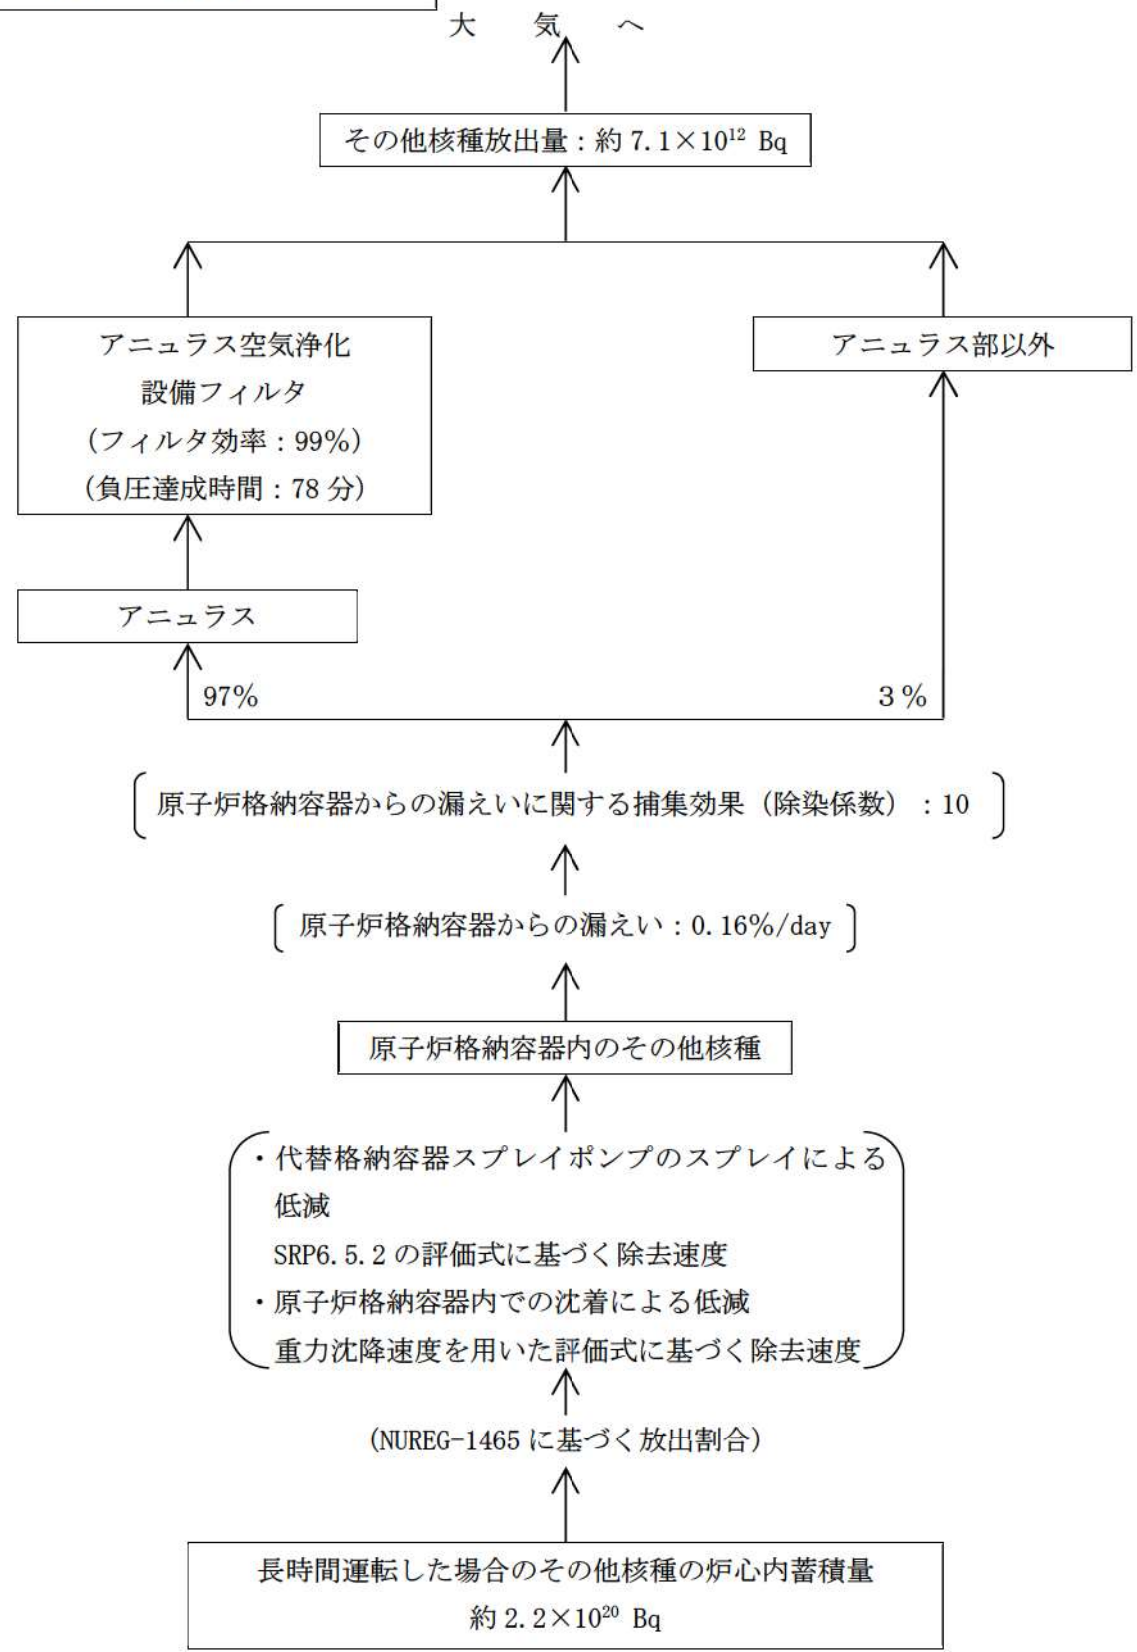 大　気　へ
その他核種放出量：約 7.1×10¹² Bq
アニュラス空気浄化
設備フィルタ
（フィルタ効率：99％）
（負圧達成時間：78 分）
アニュラス部以外
アニュラス
97％
３％
原子炉格納容器からの漏えいに関する捕集効果（除染係数）：10
原子炉格納容器からの漏えい：0.16％/day
原子炉格納容器内のその他核種
・代替格納容器スプレイポンプのスプレイによる
低減
SRP6.5.2 の評価式に基づく除去速度
・原子炉格納容器内での沈着による低減
重力沈降速度を用いた評価式に基づく除去速度
（NUREG-1465 に基づく放出割合）
長時間運転した場合のその他核種の炉心内蓄積量
約 2.2×10²⁰ Bq